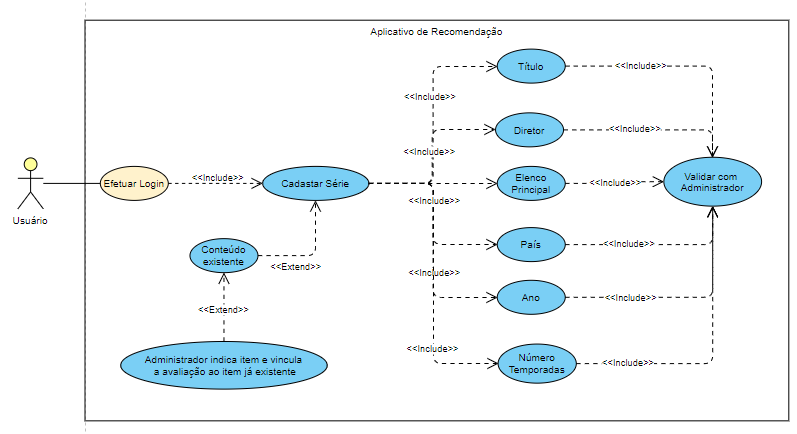 Aplicativo de Recomendação
Título
<<Include>>
<<Include>>
Diretor
<<Include>>
<<Include>>
Usuário
Efetuar Login
<<Include>>
Cadastar Série
<<Include>>
Elenco
Principal
<<Include>>
Validar com
Administrador
Conteúdo
existente
<<Extend>>
País
<<Include>>
<<Include>>
Ano
<<Include>>
<<Extend>>
<<Include>>
Número
Temporadas
<<Include>>
Administrador indica item e vincula
a avaliação ao item já existente